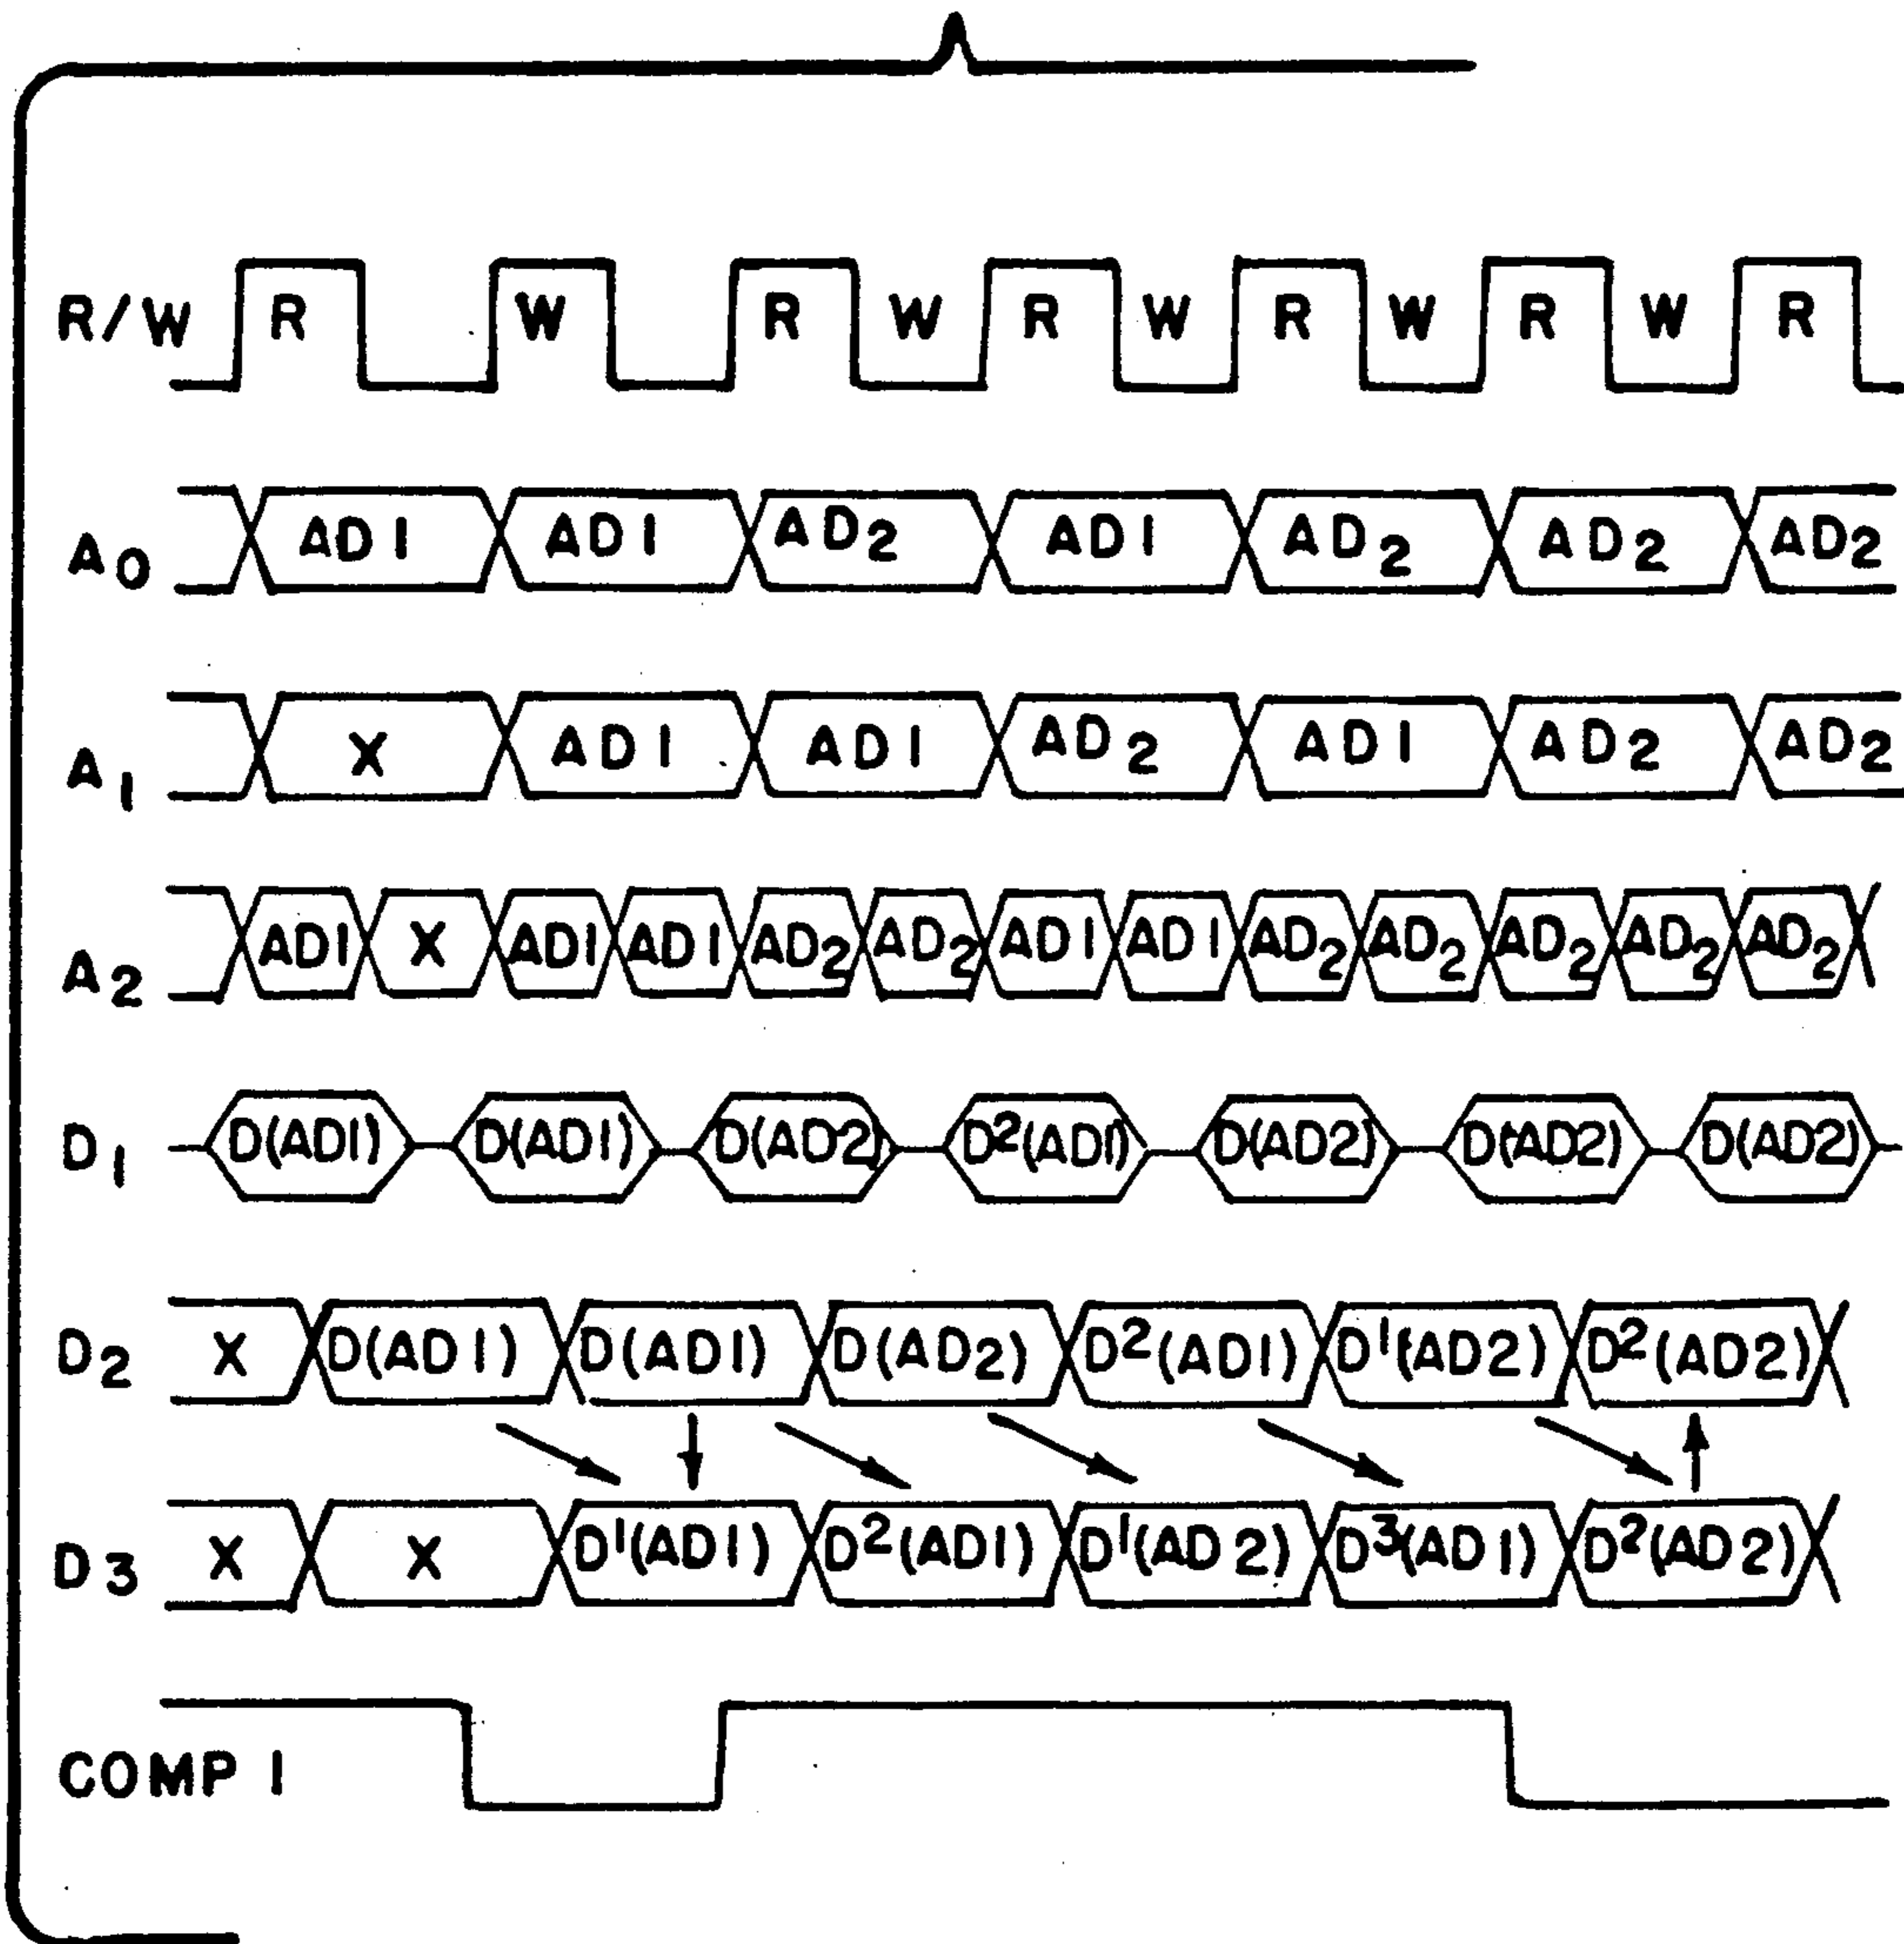 R/W R W R W R W R W R W R
A0 AD1 AD1 AD2 AD1 AD2 AD2 AD2
A1 X AD1 AD1 AD2 AD1 AD2 AD2
A2 AD1 X AD1 AD1 AD2 AD2 AD1 AD1 AD2 AD2 AD2 AD2 AD2
D1 D(AD1) D(AD1) D(AD2) D²(AD1) D(AD2) D(AD2) D(AD2)
D2 X D(AD1) D(AD1) D(AD2) D²(AD1) D¹(AD2) D²(AD2)
D3 X X D¹(AD1) D²(AD1) D¹(AD2) D³(AD1) D²(AD2)
COMP 1